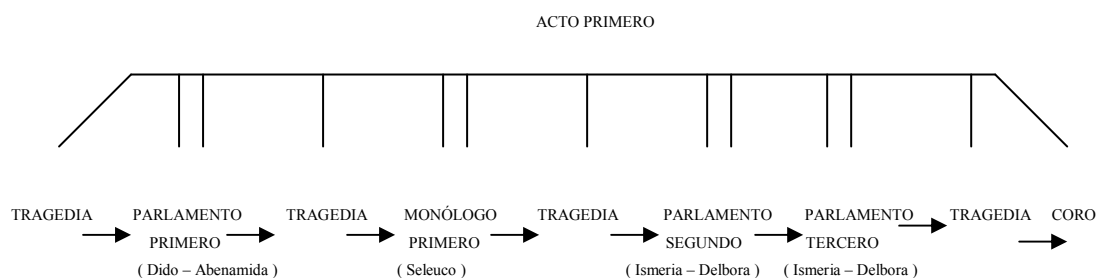 ACTO PRIMERO
TRAGEDIA PARLAMENTO TRAGEDIA MONÓLOGO TRAGEDIA PARLAMENTO PARLAMENTO TRAGEDIA CORO
PRIMERO PRIMERO SEGUNDO TERCERO
( Dido – Abenamida ) ( Seleuco ) ( Ismeria – Delbora ) ( Ismeria – Delbora )